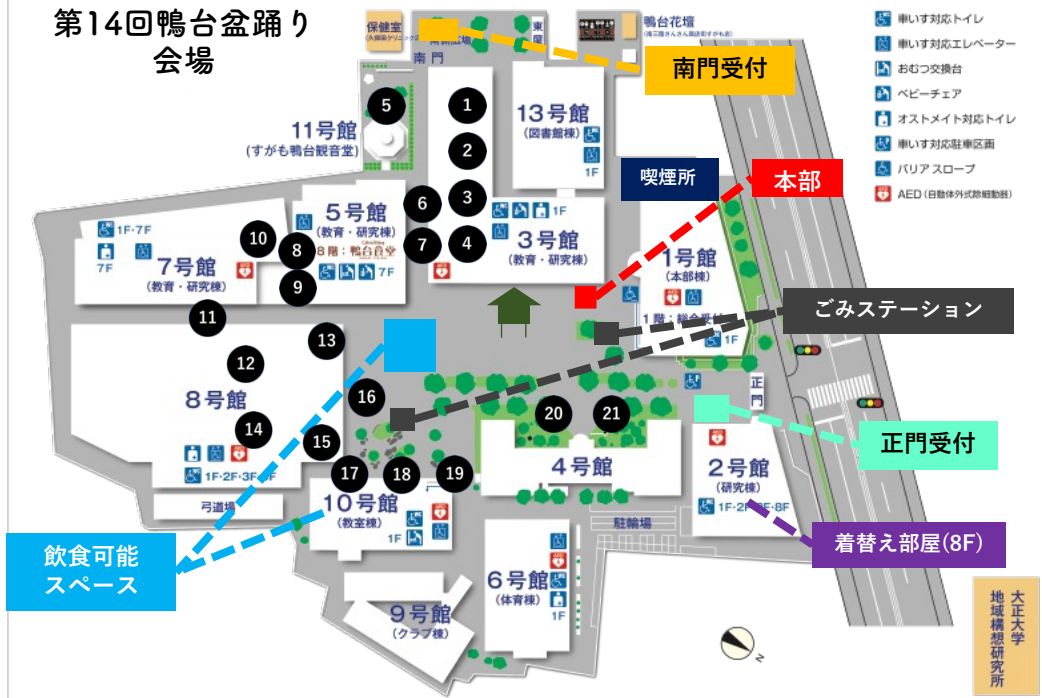 第14回鴨台盆踊り
会場
保健室
南門
東屋
鴨台花壇
南門受付
車いす対応トイレ
車いす対応エレベーター
おむつ交換台
ベビーチェア
オストメイト対応トイレ
車いす対応駐車区画
バリアスロープ
AED(自動体外式除細動器)
5
1
2
3
4
6
7
11号館
(すがも鴨台観音堂)
13号館
(図書館棟)
1F
喫煙所
本部
5号館
(教育・研究棟)
8階:鴨台食堂
7F
8
9
10
1F・7F
7F
7号館
(教育・研究棟)
1F
3号館
(教育・研究棟)
1号館
(本部棟)
1階:総合受付
1F
ごみステーション
11
12
13
14
15
16
8号館
1F・2F・3F・
弓道場
17
18
19
20
21
4号館
正門
正門受付
2号館
(研究棟)
1F・2F・
8F
着替え部屋(8F)
10号館
(教室棟)
1F
飲食可能
スペース
駐輪場
6号館
(体育棟)
1F
9号館
(クラブ棟)
N
大正大学
地域構想研究所